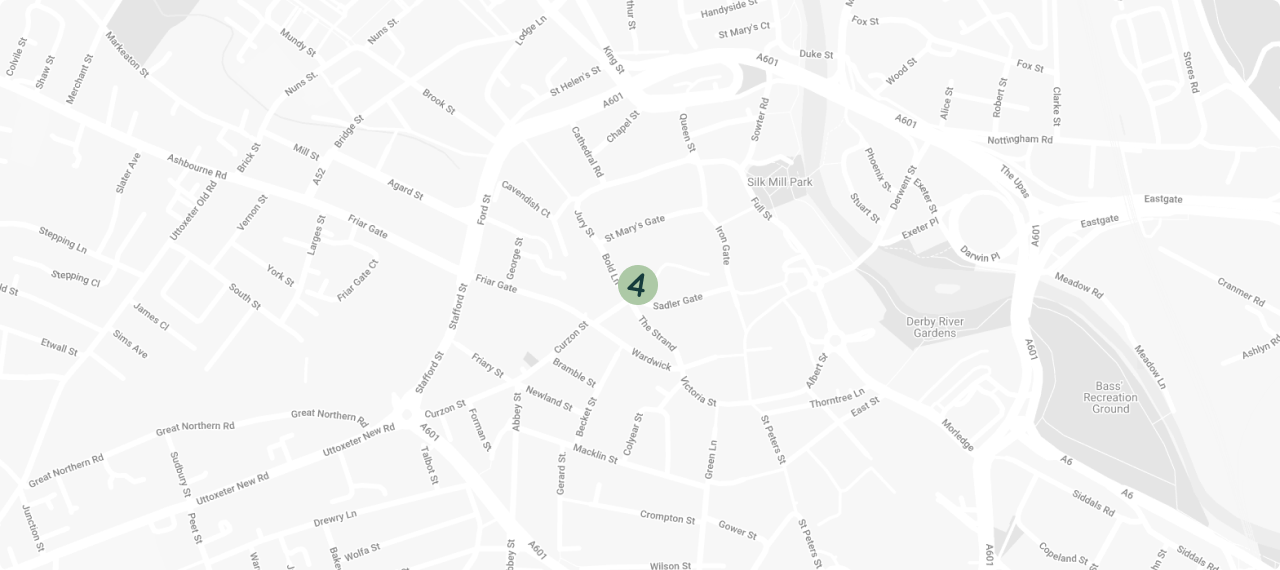 Handyside St
Lodge Ln
St Mary's Ct
Fox St
Nuns St.
Mundy St
Markeaton St
Colvile St
Shaw St
Merchant St
King St
A601
Duke St
Wood St
Fox St
Stores Rd
St Helen's St
A601
Nuns St.
Brook St
Alice St
Robert St
Clarke St
Sowter Rd
A601
Chapel St
Queen St
Cathedral Rd
Bridge St
Mill St
Brick St
Nottingham Rd
Ashbourne Rd
Slater Ave
A52
Agard St
Phoenix St.
Derwent St
Exeter St
The Upas
Silk Mill Park
Uttoxeter Old Rd
Vernon St
Ford St
Cavendish Ct
Full St
Stuart St
Eastgate
Eastgate
Jury St
St Mary's Gate
Exeter Pl
A601
Larges St
Friar Gate
Stepping Ln
George St
Iron Gate
Darwin Pl
Stepping Cl
York St
Friar Gate Ct
Bold Ln
4
Friar Gate
Sadler Gate
Meadow Rd
Cranmer Rd
South St
Stafford St
James Cl
Sims Ave
Curzon St
The Strand
Derby River
Gardens
Etwall St
Wardwick
A601
Ashlyn Rd
Meadow Ln
Friary St
Bramble St
Stafford St
Albert St
Victoria St
Newland St
Bass'
Recreation
Ground
Thorntree Ln
East St
Curzon St
Abbey St
Becket St
Great Northern Rd
Great Northern Rd
Forman St
Colyear St
A601
Uttoxeter New Rd
St Peters St
Morledge
Great Northern Rd
Macklin St
Green Ln
A6
Talbot St
Sudbury St
Gerard St.
Uttoxeter New Rd
A6
Siddals Rd
Junction St
Peet St
Drewry Ln
Crompton St
Gower St
St Peters St
A601
Wolfa St
A601
Copeland St
Siddals Rd
Wilson St